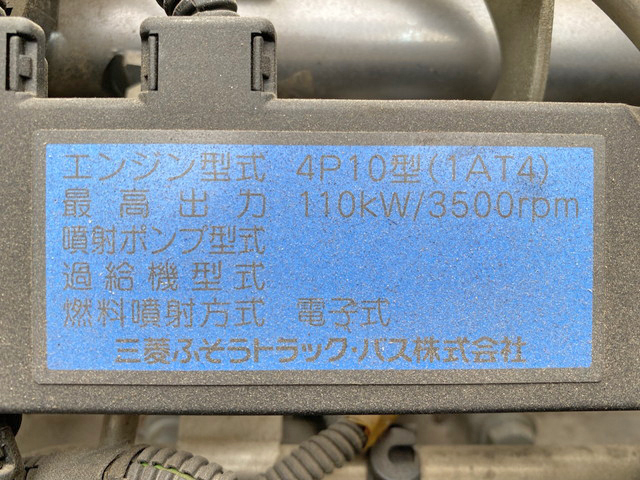 エンジン型式 4P10型(1AT4)
最高出力 110kW/3500rpm
噴射ポンプ型式
過給機型式
燃料噴射方式 電子式
三菱ふそうトラック・バス株式会社